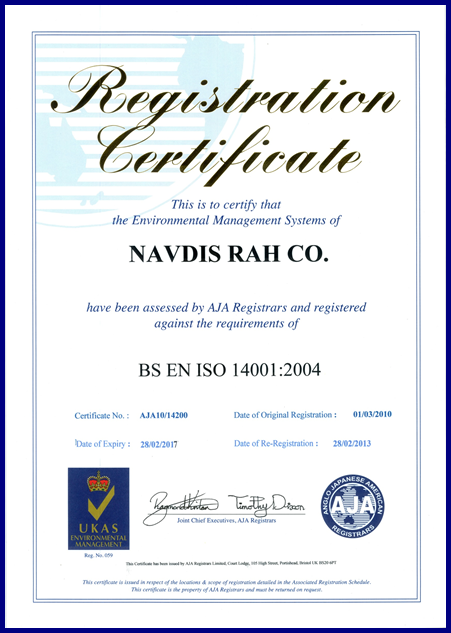 Registration
Certificate
This is to certify that
the Environmental Management Systems of
NAVDIS RAH CO.
have been assessed by AJA Registrars and registered
against the requirements of
BS EN ISO 14001:2004
Certificate No. : AJA10/14200 Date of Original Registration : 01/03/2010
Date of Expiry : 28/02/2017 Date of Re-Registration : 28/02/2013
UKAS
ENVIRONMENTAL
MANAGEMENT
Reg. No. 059
Timothy Dixon
Joint Chief Executives, AJA Registrars
ANGLO JAPANESE AMERICAN
AJA
REGISTRARS
This Certificate has been issued by AJA Registrars Limited, Court Lodge, 105 High Street, Portishead, Bristol UK BS20 6PT
This certificate is issued in respect of the locations & scope of registration detailed in the Associated Registration Schedule.
This certificate is the property of AJA Registrars and must be returned on request.